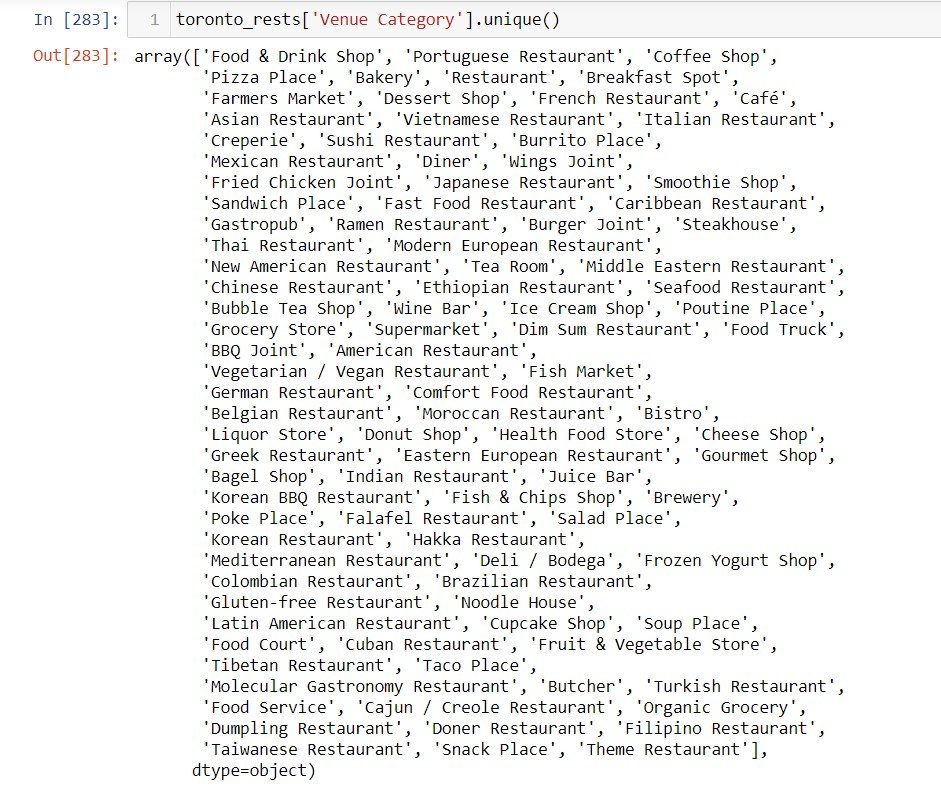 In [283]: 1 toronto_rests['Venue Category'].unique()
Out[283]: array(['Food & Drink Shop', 'Portuguese Restaurant', 'Coffee Shop',
'Pizza Place', 'Bakery', 'Restaurant', 'Breakfast Spot',
'Farmers Market', 'Dessert Shop', 'French Restaurant', 'Café',
'Asian Restaurant', 'Vietnamese Restaurant', 'Italian Restaurant',
'Creperie', 'Sushi Restaurant', 'Burrito Place',
'Mexican Restaurant', 'Diner', 'Wings Joint',
'Fried Chicken Joint', 'Japanese Restaurant', 'Smoothie Shop',
'Sandwich Place', 'Fast Food Restaurant', 'Caribbean Restaurant',
'Gastropub', 'Ramen Restaurant', 'Burger Joint', 'Steakhouse',
'Thai Restaurant', 'Modern European Restaurant',
'New American Restaurant', 'Tea Room', 'Middle Eastern Restaurant',
'Chinese Restaurant', 'Ethiopian Restaurant', 'Seafood Restaurant',
'Bubble Tea Shop', 'Wine Bar', 'Ice Cream Shop', 'Poutine Place',
'Grocery Store', 'Supermarket', 'Dim Sum Restaurant', 'Food Truck',
'BBQ Joint', 'American Restaurant',
'Vegetarian / Vegan Restaurant', 'Fish Market',
'German Restaurant', 'Comfort Food Restaurant',
'Belgian Restaurant', 'Moroccan Restaurant', 'Bistro',
'Liquor Store', 'Donut Shop', 'Health Food Store', 'Cheese Shop',
'Greek Restaurant', 'Eastern European Restaurant', 'Gourmet Shop',
'Bagel Shop', 'Indian Restaurant', 'Juice Bar',
'Korean BBQ Restaurant', 'Fish & Chips Shop', 'Brewery',
'Poke Place', 'Falafel Restaurant', 'Salad Place',
'Korean Restaurant', 'Hakka Restaurant',
'Mediterranean Restaurant', 'Deli / Bodega', 'Frozen Yogurt Shop',
'Colombian Restaurant', 'Brazilian Restaurant',
'Gluten-free Restaurant', 'Noodle House',
'Latin American Restaurant', 'Cupcake Shop', 'Soup Place',
'Food Court', 'Cuban Restaurant', 'Fruit & Vegetable Store',
'Tibetan Restaurant', 'Taco Place',
'Molecular Gastronomy Restaurant', 'Butcher', 'Turkish Restaurant',
'Food Service', 'Cajun / Creole Restaurant', 'Organic Grocery',
'Dumpling Restaurant', 'Doner Restaurant', 'Filipino Restaurant',
'Taiwanese Restaurant', 'Snack Place', 'Theme Restaurant'],
dtype=object)